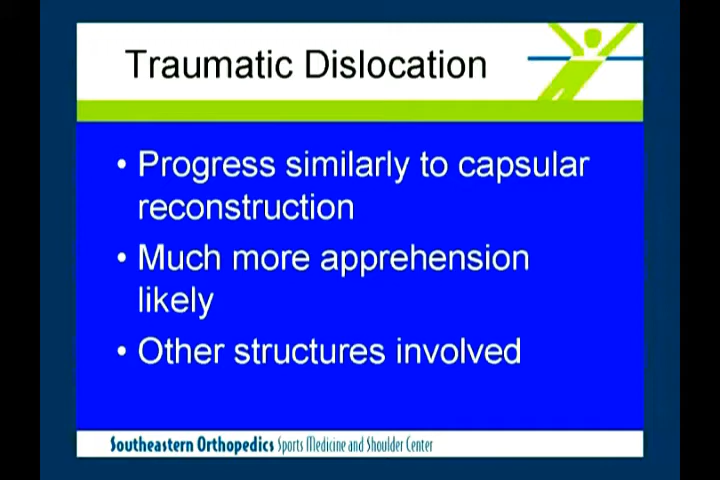 Traumatic Dislocation
• Progress similarly to capsular
reconstruction
• Much more apprehension
likely
• Other structures involved
Southeastern Orthopedics Sports Medicine and Shoulder Center